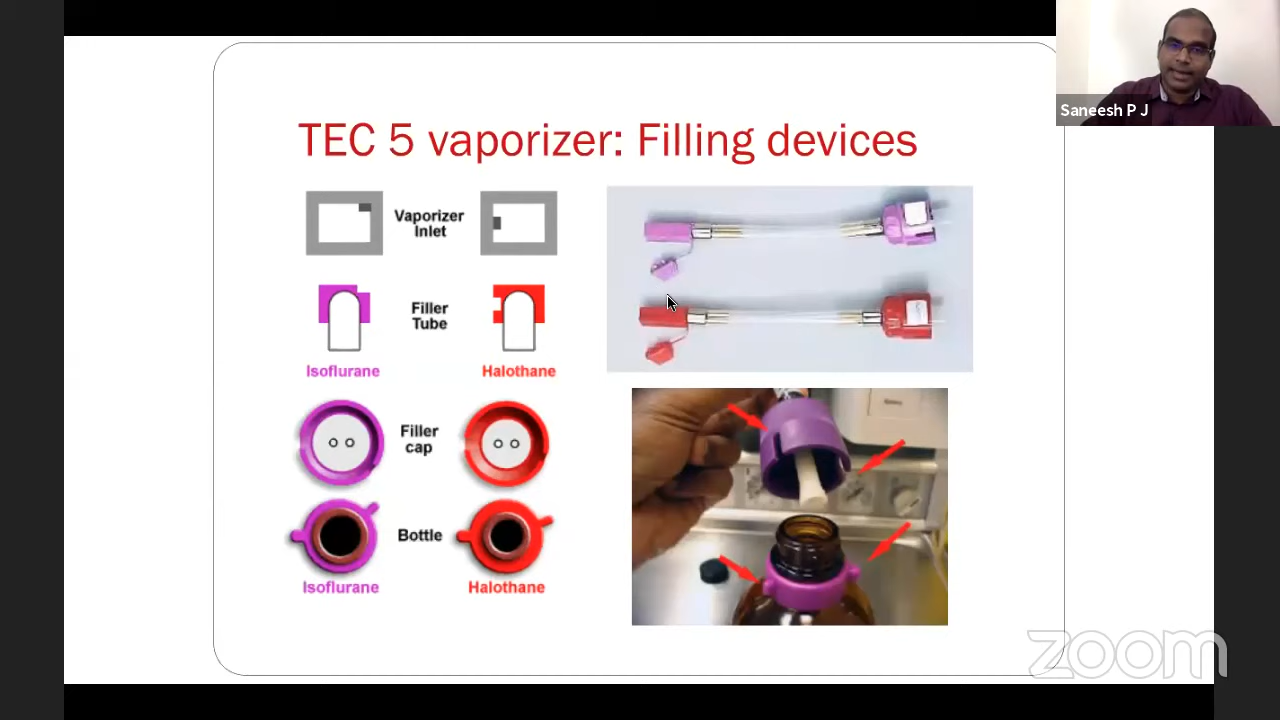 Saneesh P J
TEC 5 vaporizer: Filling devices
Vaporizer
Inlet
Filler
Tube
Isoflurane
Halothane
Filler
cap
Bottle
Isoflurane
Halothane
zoom